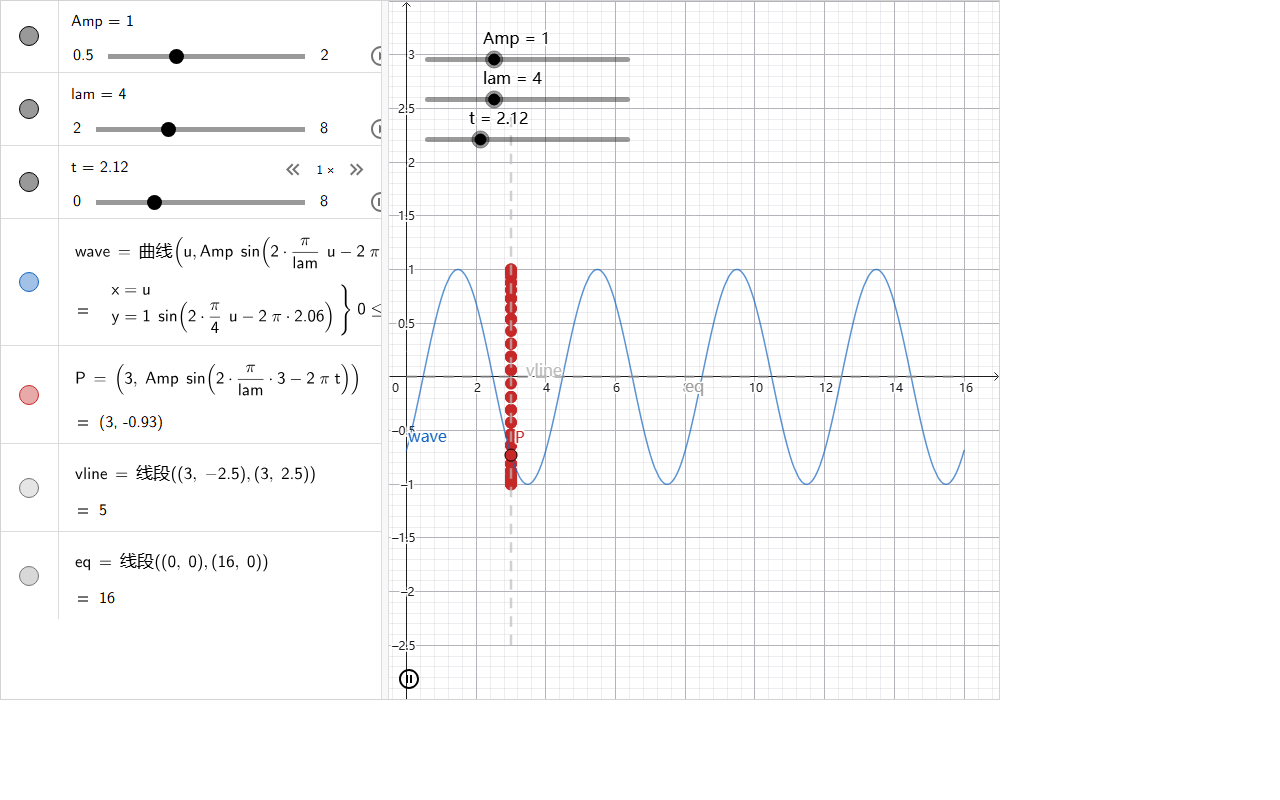 Amp = 1
0.5 2
lam = 4
2 8
t = 2.12
1 ×
0 8
wave = 曲线(u, Amp sin(2 · π/lam u − 2 π
= x = u
y = 1 sin(2 · π/4 u − 2 π · 2.06) } 0 ≤
P = (3, Amp sin(2 · π/lam · 3 − 2 π t))
= (3, -0.93)
vline = 线段((3, −2.5), (3, 2.5))
= 5
eq = 线段((0, 0), (16, 0))
= 16
Amp = 1
lam = 4
t = 2.12
3
2.5
2
1.5
1
0.5
vline
eq
0 2 4 6 8 10 12 14 16
−0.5
wave
P
−1
−1.5
−2
−2.5